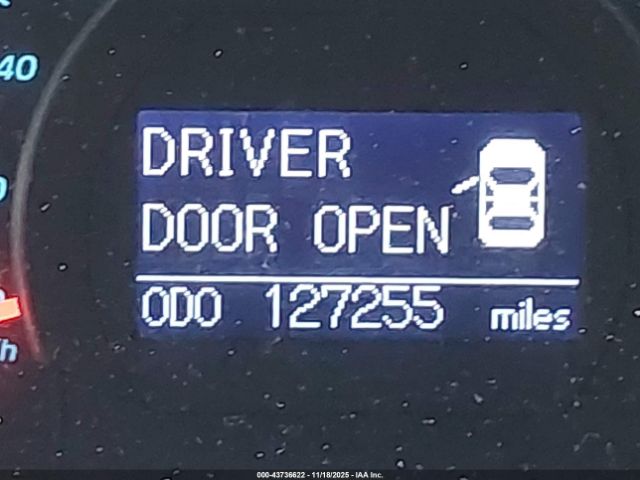 40
DRIVER
DOOR OPEN
ODO 127255 miles
000-43736622 - 11/18/2025 - IAA Inc.